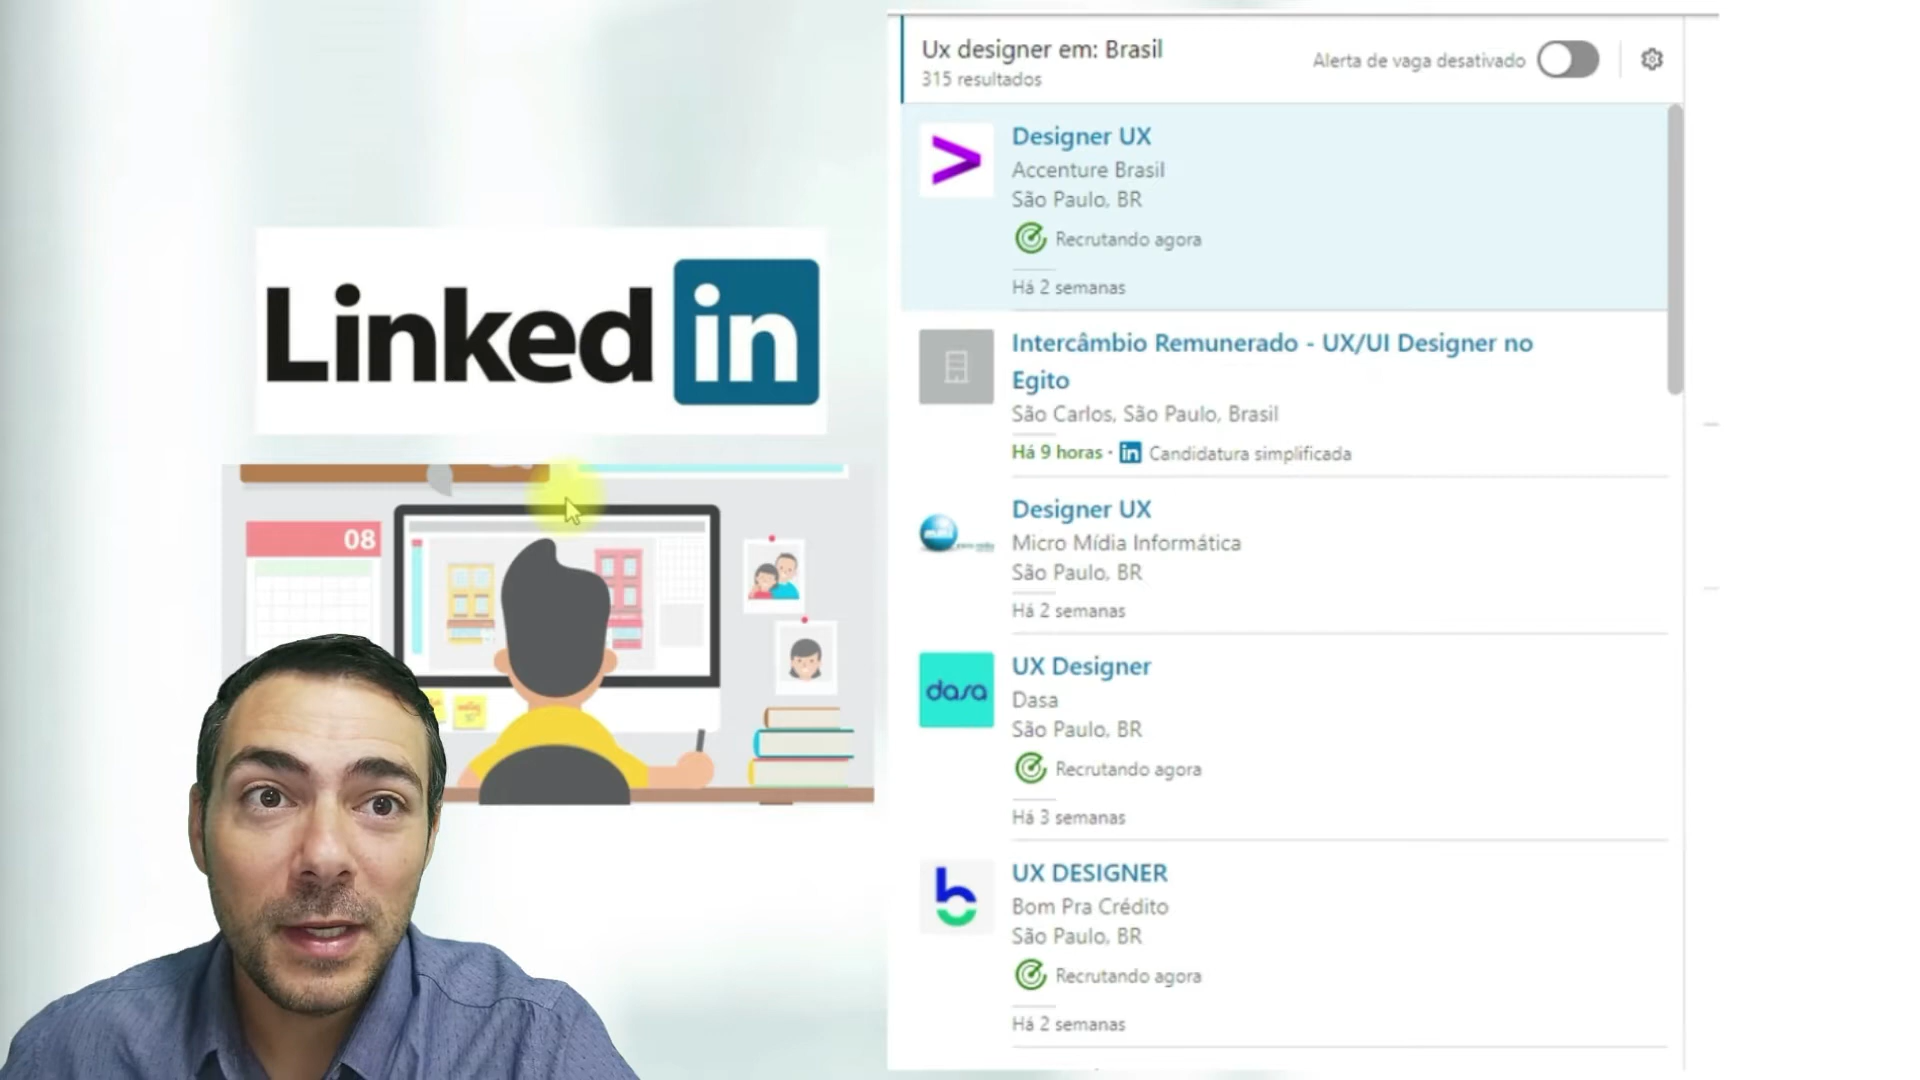 Linked in
08
Ux designer em: Brasil
315 resultados
Alerta de vaga desativado
Designer UX
Accenture Brasil
São Paulo, BR
Recrutando agora
Há 2 semanas
Intercâmbio Remunerado - UX/UI Designer no
Egito
São Carlos, São Paulo, Brasil
Há 9 horas · in Candidatura simplificada
Designer UX
Micro Mídia Informática
São Paulo, BR
Há 2 semanas
dasa
UX Designer
Dasa
São Paulo, BR
Recrutando agora
Há 3 semanas
b
UX DESIGNER
Bom Pra Crédito
São Paulo, BR
Recrutando agora
Há 2 semanas